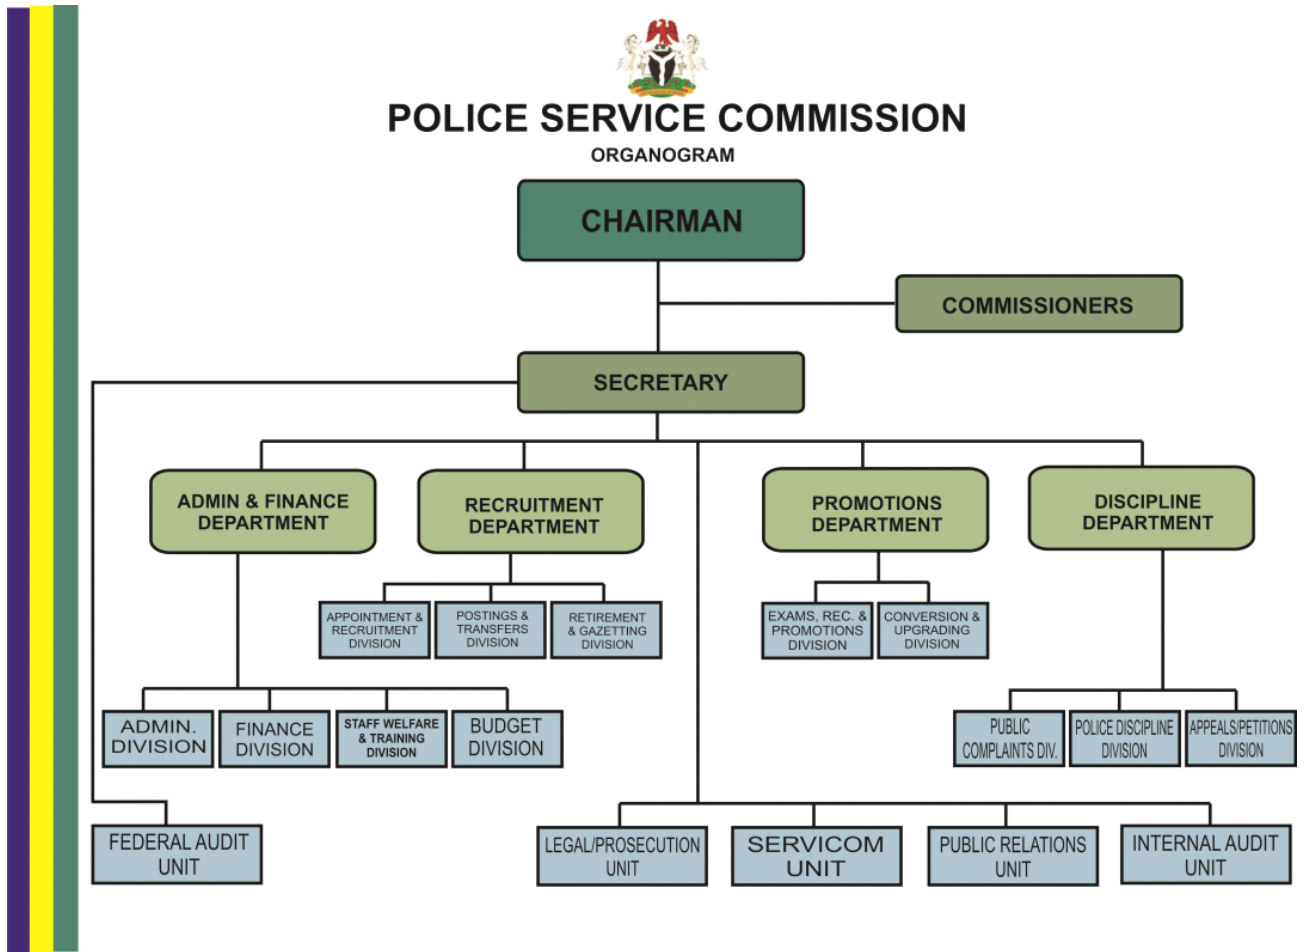 POLICE SERVICE COMMISSION
ORGANOGRAM
CHAIRMAN
COMMISSIONERS
SECRETARY
ADMIN & FINANCE
DEPARTMENT
RECRUITMENT
DEPARTMENT
PROMOTIONS
DEPARTMENT
DISCIPLINE
DEPARTMENT
APPOINTMENT &
RECRUITMENT
DIVISION
POSTINGS &
TRANSFERS
DIVISION
RETIREMENT
& GAZETTING
DIVISION
EXAMS, REC. &
PROMOTIONS
DIVISION
CONVERSION &
UPGRADING
DIVISION
ADMIN.
DIVISION
FINANCE
DIVISION
STAFF WELFARE
& TRAINING
DIVISION
BUDGET
DIVISION
PUBLIC
COMPLAINTS DIV.
POLICE DISCIPLINE
DIVISION
APPEALS/PETITIONS
DIVISION
FEDERAL AUDIT
UNIT
LEGAL/PROSECUTION
UNIT
SERVICOM
UNIT
PUBLIC RELATIONS
UNIT
INTERNAL AUDIT
UNIT